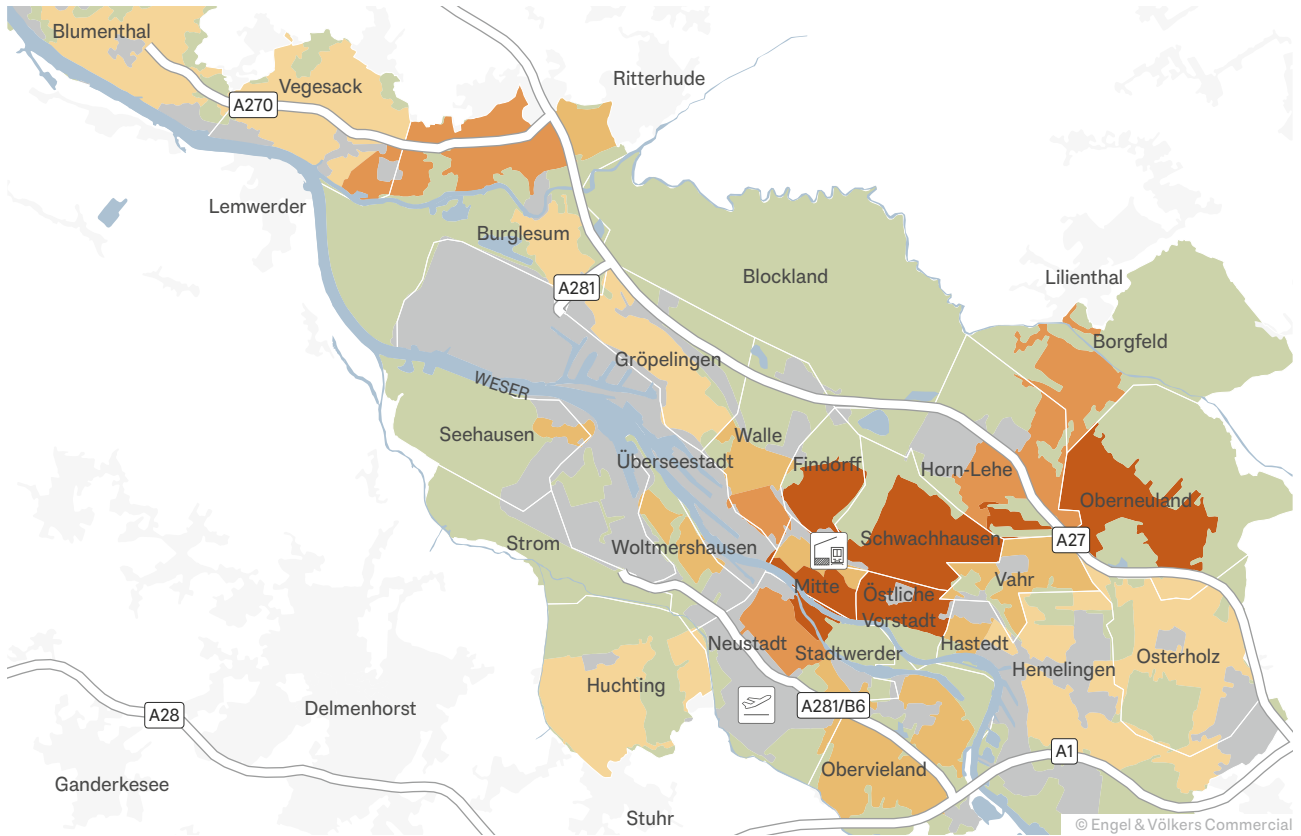 Blumenthal
Vegesack
Ritterhude
A270
Lemwerder
Burglesum
Blockland
Lilienthal
A281
Borgfeld
Gröpelingen
WESER
Seehausen
Walle
Überseestadt
Findorff
Horn-Lehe
Oberneuland
Strom
Woltmershausen
Schwachhausen
A27
Mitte
Östliche
Vorstadt
Vahr
Neustadt
Stadtwerder
Hastedt
Hemelingen
Osterholz
Huchting
A28
Delmenhorst
A281/B6
A1
Obervieland
Ganderkesee
Stuhr
© Engel & Völkers Commercial